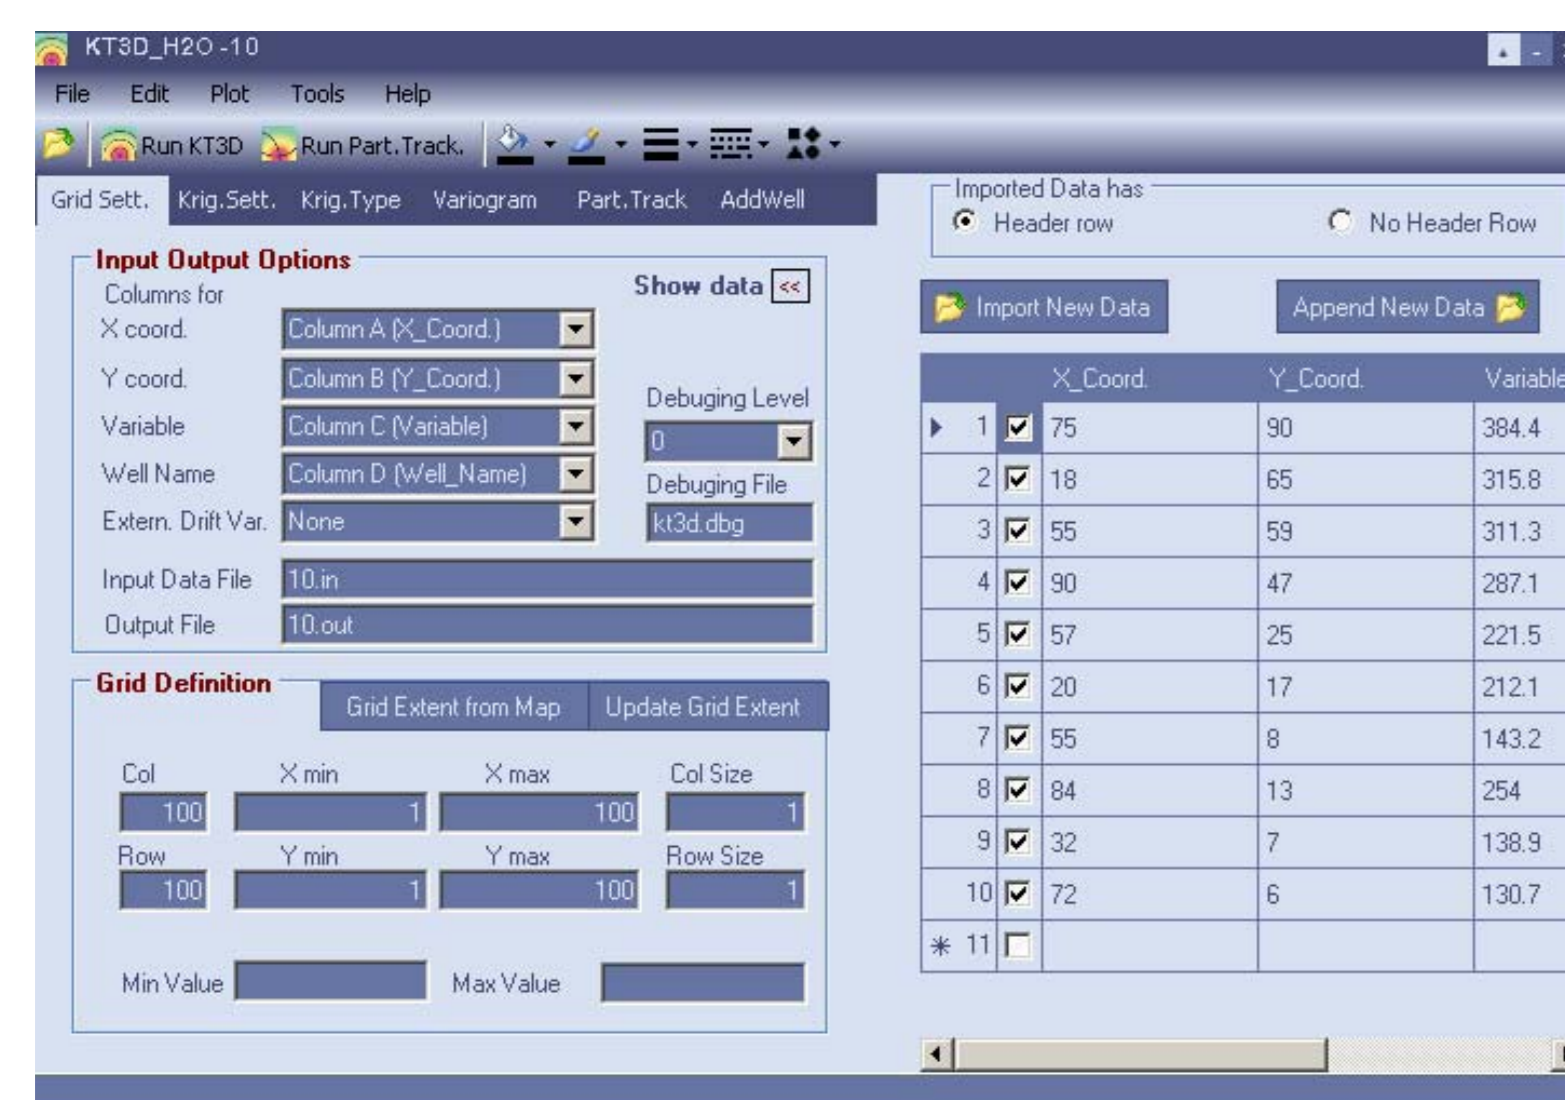 KT3D_H2O -10
File Edit Plot Tools Help
Run KT3D Run Part.Track.
Grid Sett. Krig.Sett. Krig.Type Variogram Part.Track AddWell
Input Output Options
Columns for
Show data <<
X coord. Column A (X_Coord.)
Y coord. Column B (Y_Coord.)
Debuging Level
Variable Column C (Variable)
0
Well Name Column D (Well_Name)
Debuging File
Extern. Drift Var. None
kt3d.dbg
Input Data File 10.in
Output File 10.out
Grid Definition
Grid Extent from Map Update Grid Extent
Col X min X max Col Size
100 1 100 1
Row Y min Y max Row Size
100 1 100 1
Min Value Max Value
Imported Data has
Header row No Header Row
Import New Data Append New Data
X_Coord. Y_Coord. Variable
1 75 90 384.4
2 18 65 315.8
3 55 59 311.3
4 90 47 287.1
5 57 25 221.5
6 20 17 212.1
7 55 8 143.2
8 84 13 254
9 32 7 138.9
10 72 6 130.7
* 11